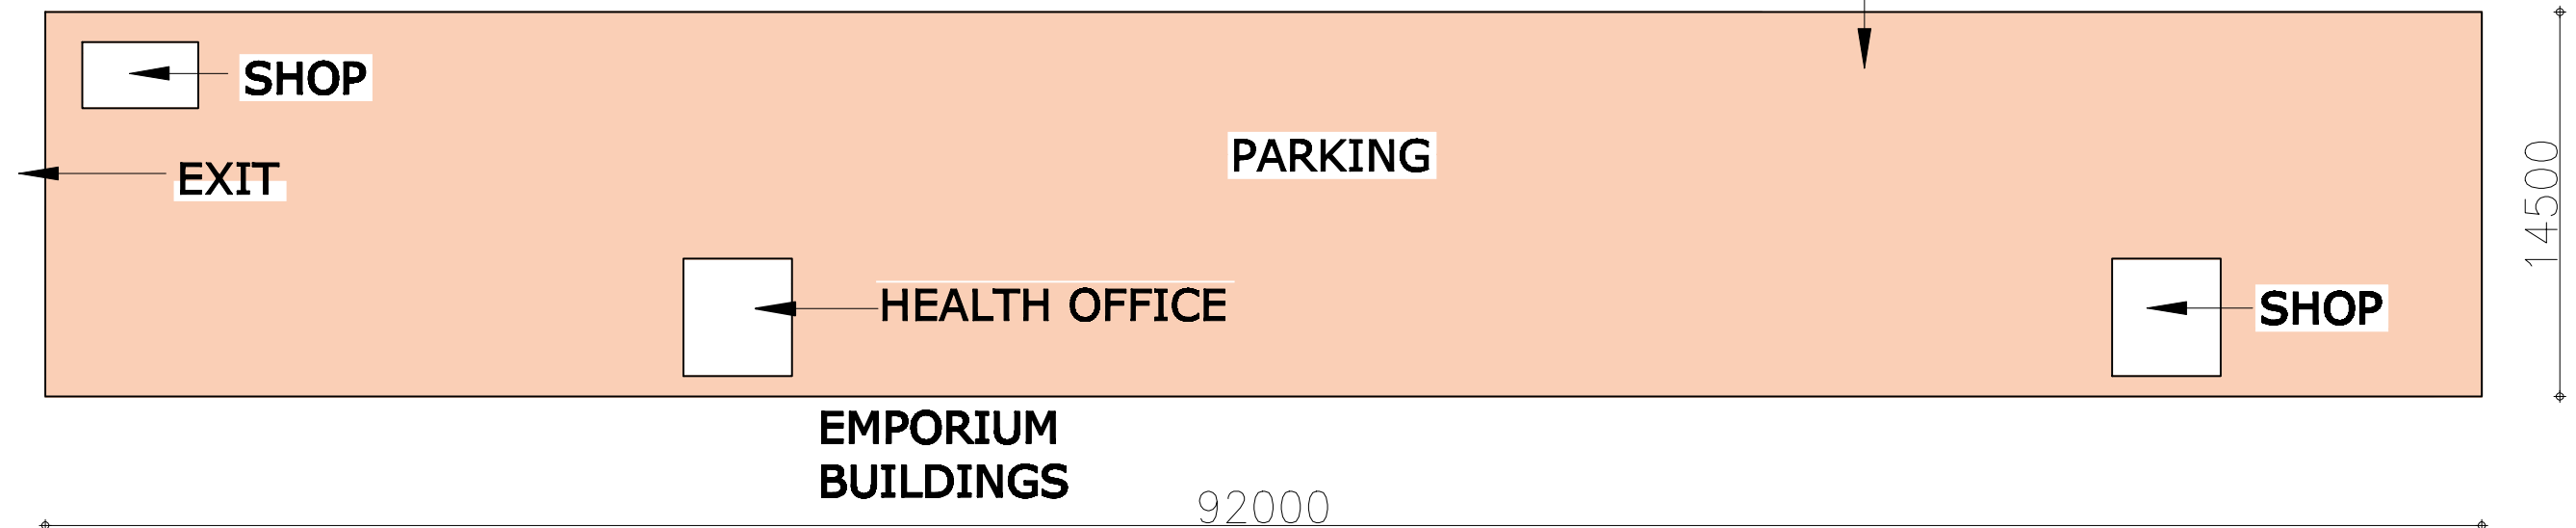 SHOP
PARKING
EXIT
14500
HEALTH OFFICE
SHOP
EMPORIUM
BUILDINGS
92000